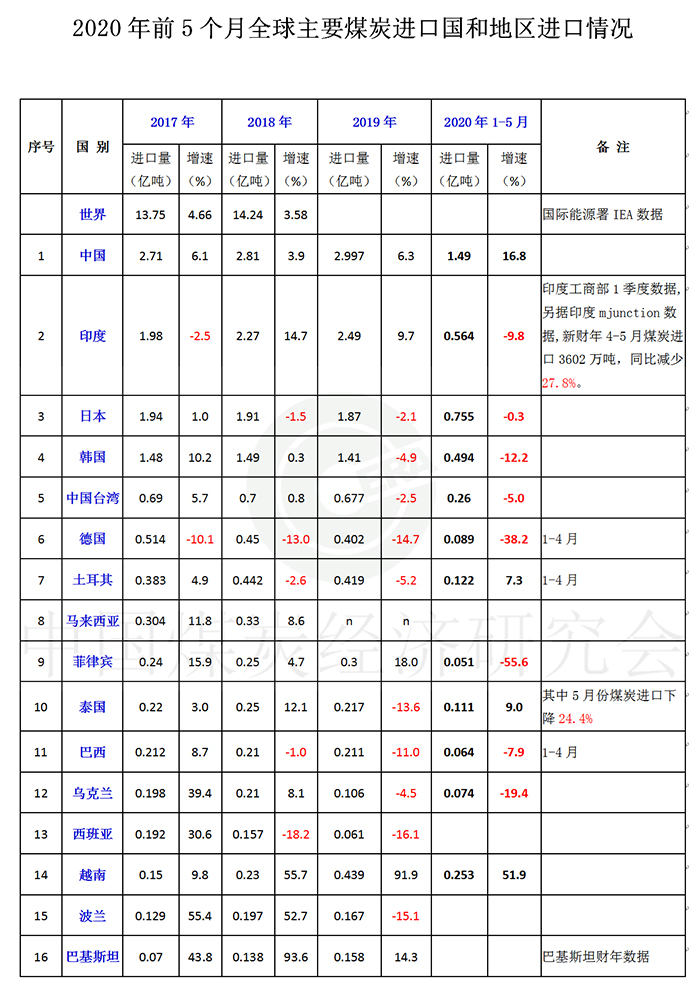 2020 年前 5 个月全球主要煤炭进口国和地区进口情况
序号 国 别 2017 年 2018 年 2019 年 2020 年 1-5 月 备 注
进口量 增速 进口量 增速 进口量 增速 进口量 增速
（亿吨） （%） （亿吨） （%） （亿吨） （%） （亿吨） （%）
世界 13.75 4.66 14.24 3.58 国际能源署 IEA 数据
1 中国 2.71 6.1 2.81 3.9 2.997 6.3 1.49 16.8
2 印度 1.98 -2.5 2.27 14.7 2.49 9.7 0.564 -9.8
印度工商部 1 季度数据,
另据印度 mjunction 数
据,新财年 4-5 月煤炭进
口 3602 万吨，同比减少
27.8%。
3 日本 1.94 1.0 1.91 -1.5 1.87 -2.1 0.755 -0.3
4 韩国 1.48 10.2 1.49 0.3 1.41 -4.9 0.494 -12.2
5 中国台湾 0.69 5.7 0.7 0.8 0.677 -2.5 0.26 -5.0
6 德国 0.514 -10.1 0.45 -13.0 0.402 -14.7 0.089 -38.2 1-4 月
7 土耳其 0.383 4.9 0.442 -2.6 0.419 -5.2 0.122 7.3 1-4 月
8 马来西亚 0.304 11.8 0.33 8.6 n n
9 菲律宾 0.24 15.9 0.25 4.7 0.3 18.0 0.051 -55.6
10 泰国 0.22 3.0 0.25 12.1 0.217 -13.6 0.111 9.0
其中 5 月份煤炭进口下
降 24.4%
11 巴西 0.212 8.7 0.21 -1.0 0.211 -11.0 0.064 -7.9 1-4 月
12 乌克兰 0.198 39.4 0.21 8.1 0.106 -4.5 0.074 -19.4
13 西班亚 0.192 30.6 0.157 -18.2 0.061 -16.1
14 越南 0.15 9.8 0.23 55.7 0.439 91.9 0.253 51.9
15 波兰 0.129 55.4 0.197 52.7 0.167 -15.1
16 巴基斯坦 0.07 43.8 0.138 93.6 0.158 14.3 巴基斯坦财年数据
中国煤炭经济研究会